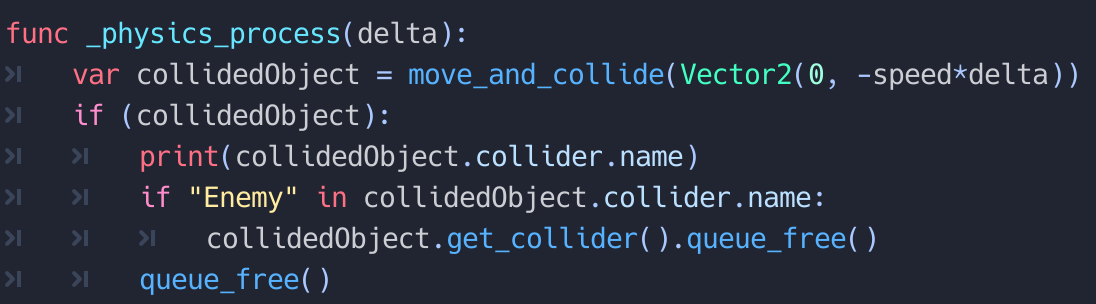 func _physics_process(delta):
	var collidedObject = move_and_collide(Vector2(0, -speed*delta))
	if (collidedObject):
		print(collidedObject.collider.name)
		if "Enemy" in collidedObject.collider.name:
			collidedObject.get_collider().queue_free()
		queue_free()